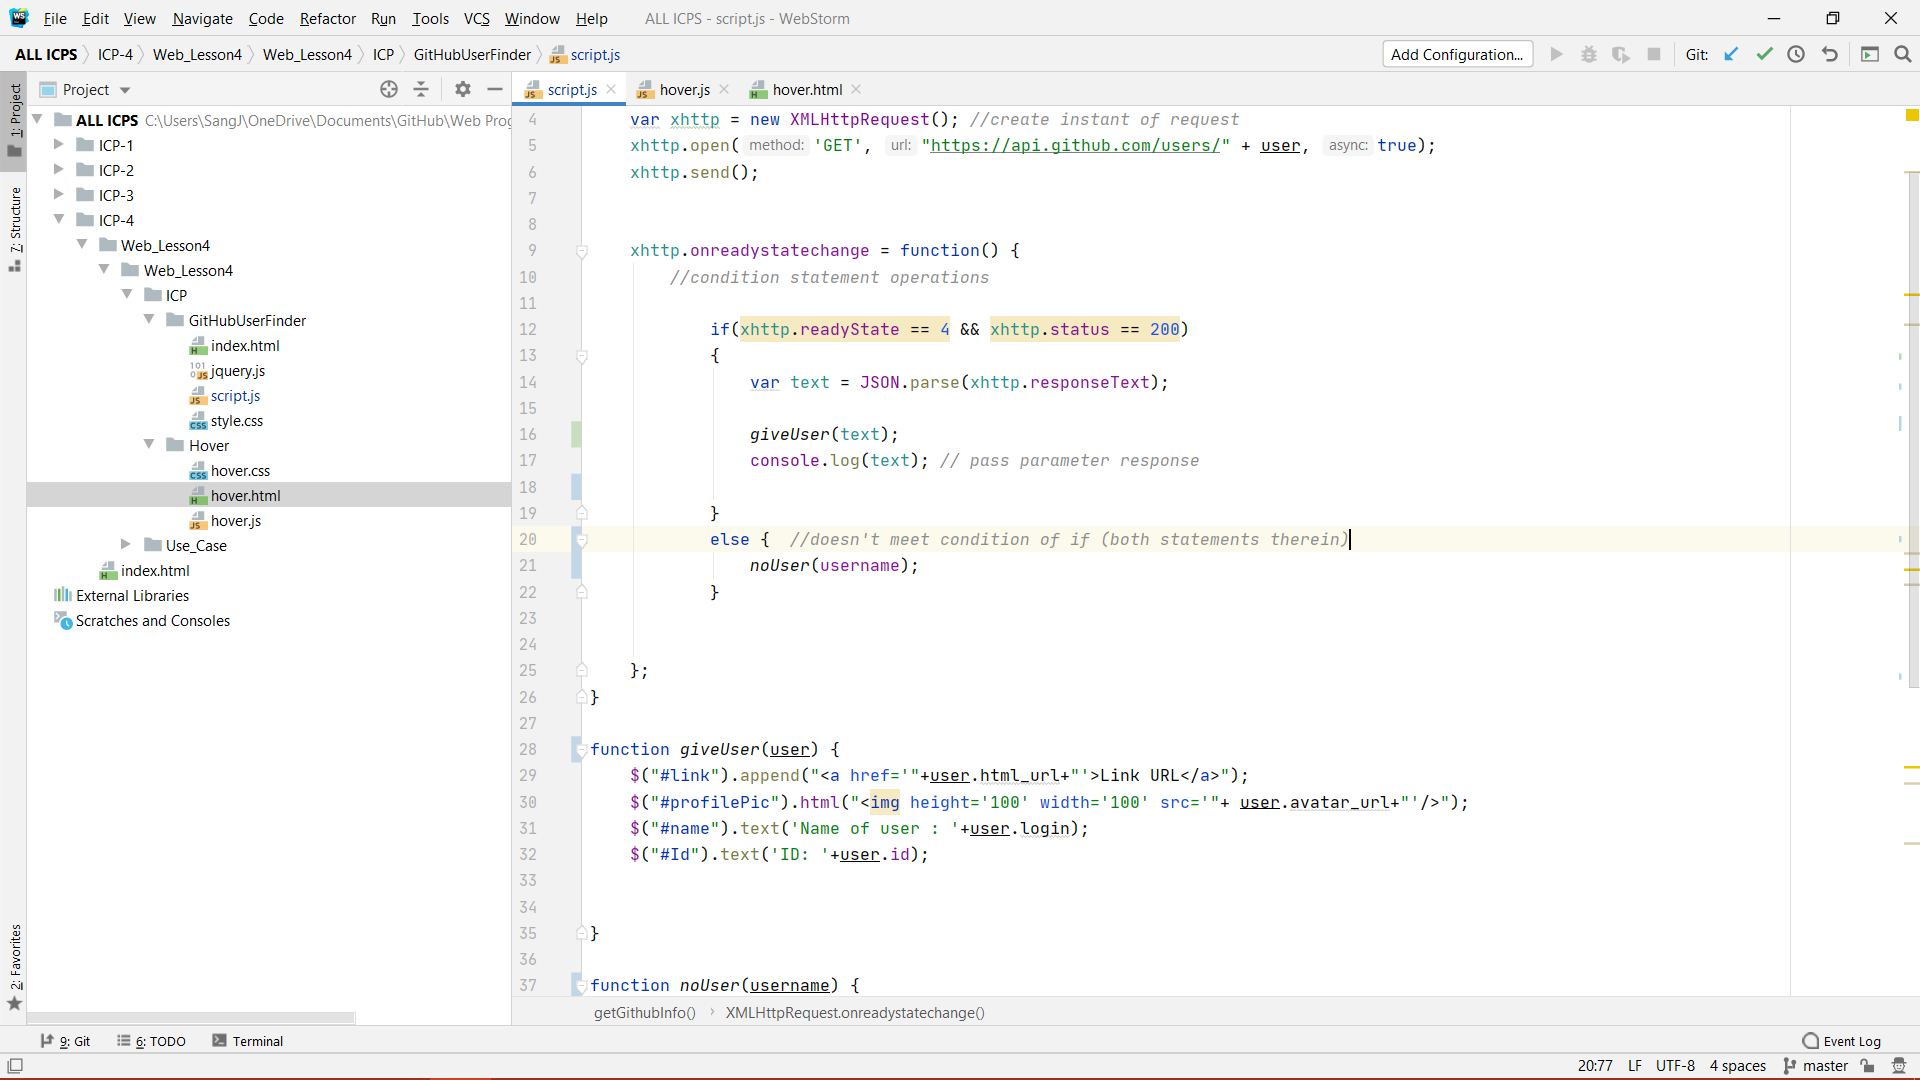 File Edit View Navigate Code Refactor Run Tools VCS Window Help ALL ICPS - script.js - WebStorm
ALL ICPS ICP-4 Web_Lesson4 Web_Lesson4 ICP GitHubUserFinder script.js Add Configuration... Git:
Project script.js hover.js hover.html
1: Project
7: Structure
2: Favorites
ALL ICPS C:\Users\SangJ\OneDrive\Documents\GitHub\Web Prog
ICP-1
ICP-2
ICP-3
ICP-4
Web_Lesson4
Web_Lesson4
ICP
GitHubUserFinder
index.html
jquery.js
script.js
style.css
Hover
hover.css
hover.html
hover.js
Use_Case
index.html
External Libraries
Scratches and Consoles
4 var xhttp = new XMLHttpRequest(); //create instant of request
5 xhttp.open( method: 'GET', url: "https://api.github.com/users/" + user, async: true);
6 xhttp.send();
7
8
9 xhttp.onreadystatechange = function() {
10 //condition statement operations
11
12 if(xhttp.readyState == 4 && xhttp.status == 200)
13 {
14 var text = JSON.parse(xhttp.responseText);
15
16 giveUser(text);
17 console.log(text); // pass parameter response
18
19 }
20 else { //doesn't meet condition of if (both statements therein)
21 noUser(username);
22 }
23
24
25 };
26 }
27
28 function giveUser(user) {
29 $("#link").append("<a href='"+user.html_url+"'>Link URL</a>");
30 $("#profilePic").html("<img height='100' width='100' src='"+ user.avatar_url+"'/>");
31 $("#name").text('Name of user : '+user.login);
32 $("#Id").text('ID: '+user.id);
33
34
35 }
36
37 function noUser(username) {
getGithubInfo() › XMLHttpRequest.onreadystatechange()
9: Git 6: TODO Terminal Event Log
20:77 LF UTF-8 4 spaces master